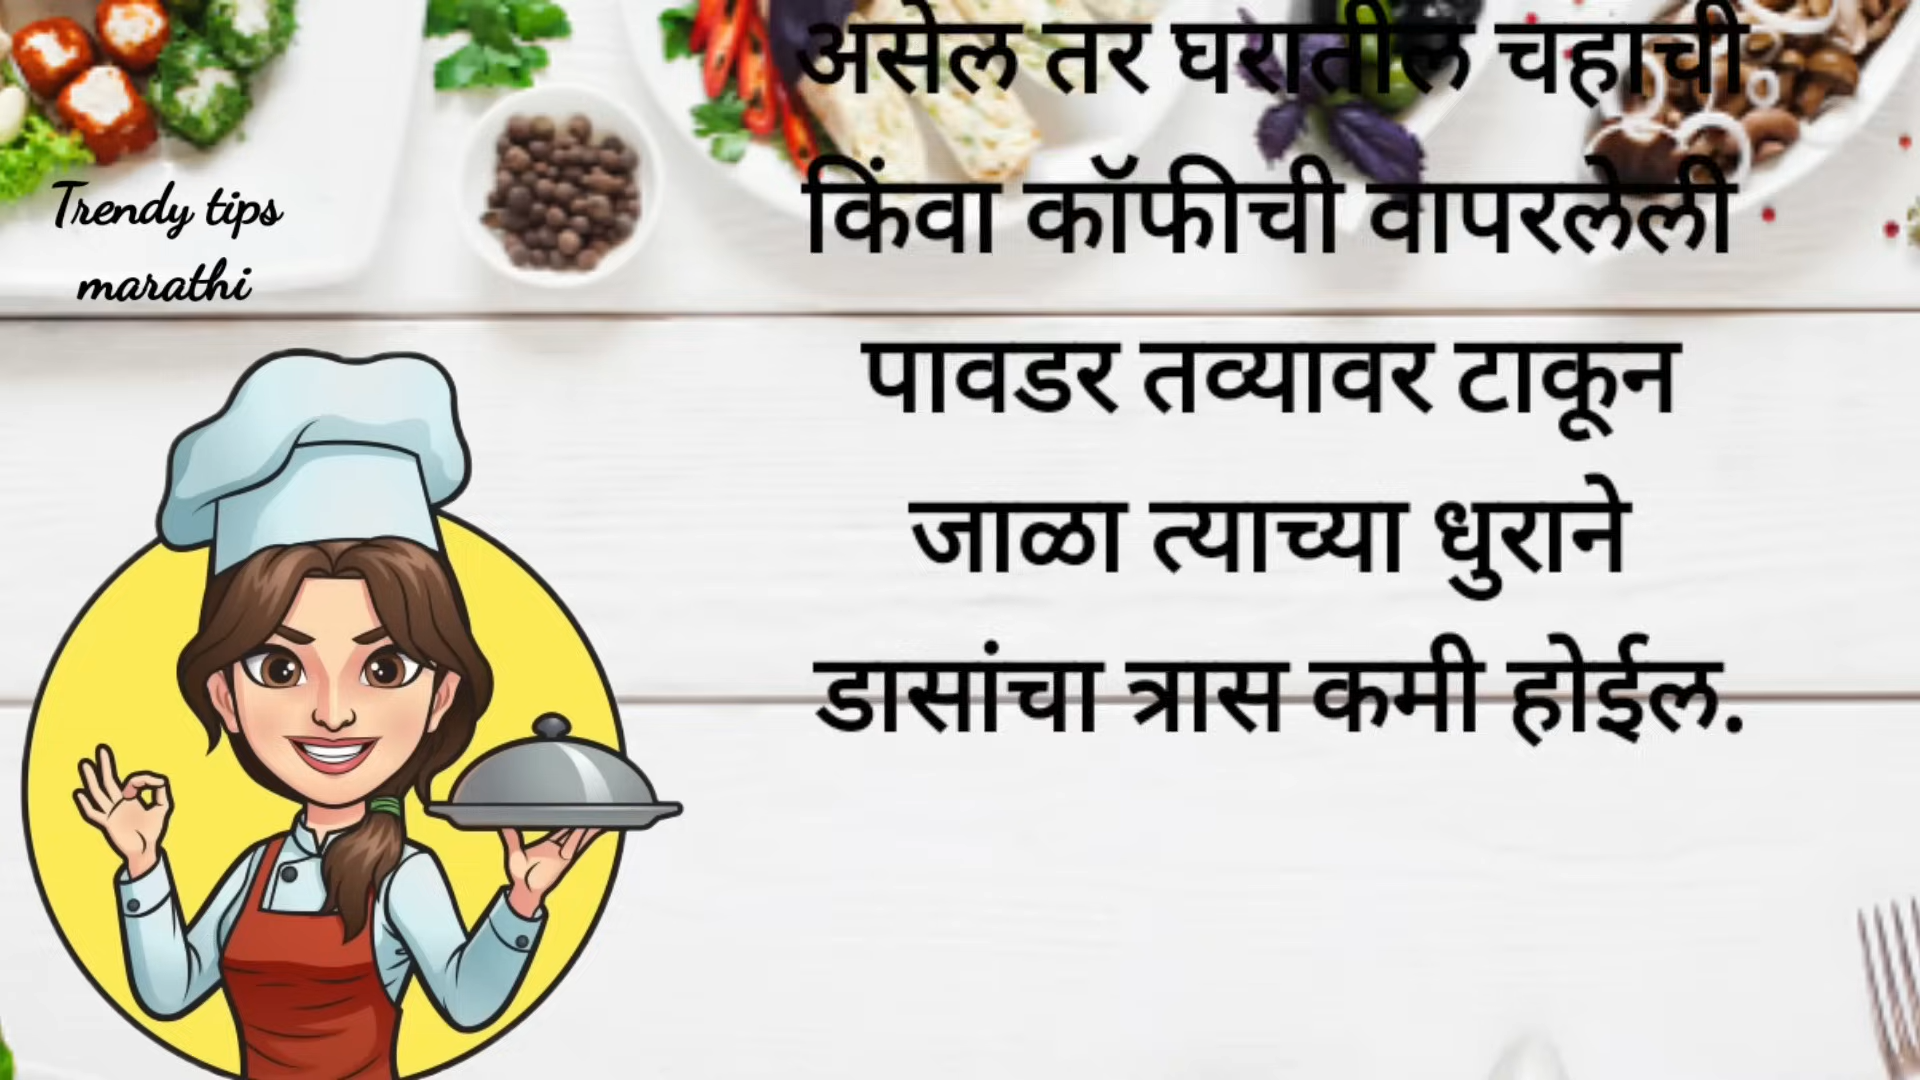 Trendy tips
marathi
असेल तर घरातील चहाची
किंवा कॉफीची वापरलेली
पावडर तव्यावर टाकून
जाळा त्याच्या धुराने
डासांचा त्रास कमी होईल.